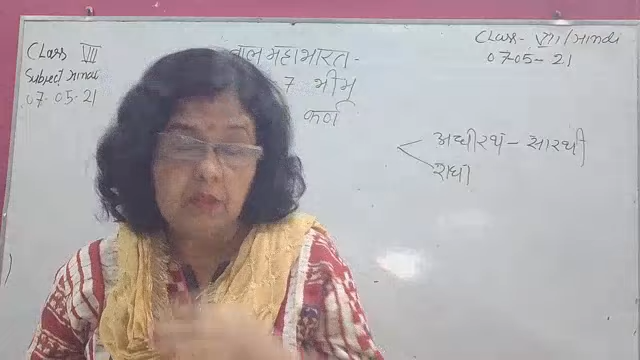 Class VII
Subject Hindi
07-05-21
बाल महाभारत -
7 भीम
कर्ण
Class - VII / Hindi
07-05-21
अधीरथ - सारथी
राधा